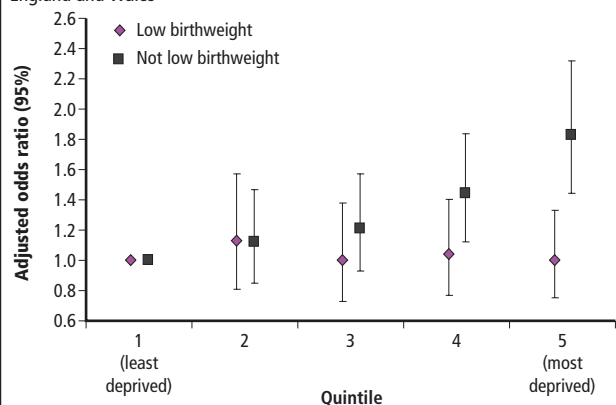 England and Wales
2.6
2.4
2.2
2.0
1.8
1.6
1.4
1.2
1.0
0.8
0.6
Adjusted odds ratio (95%)
Low birthweight
Not low birthweight
1
(least
deprived)
2
3
4
5
(most
deprived)
Quintile